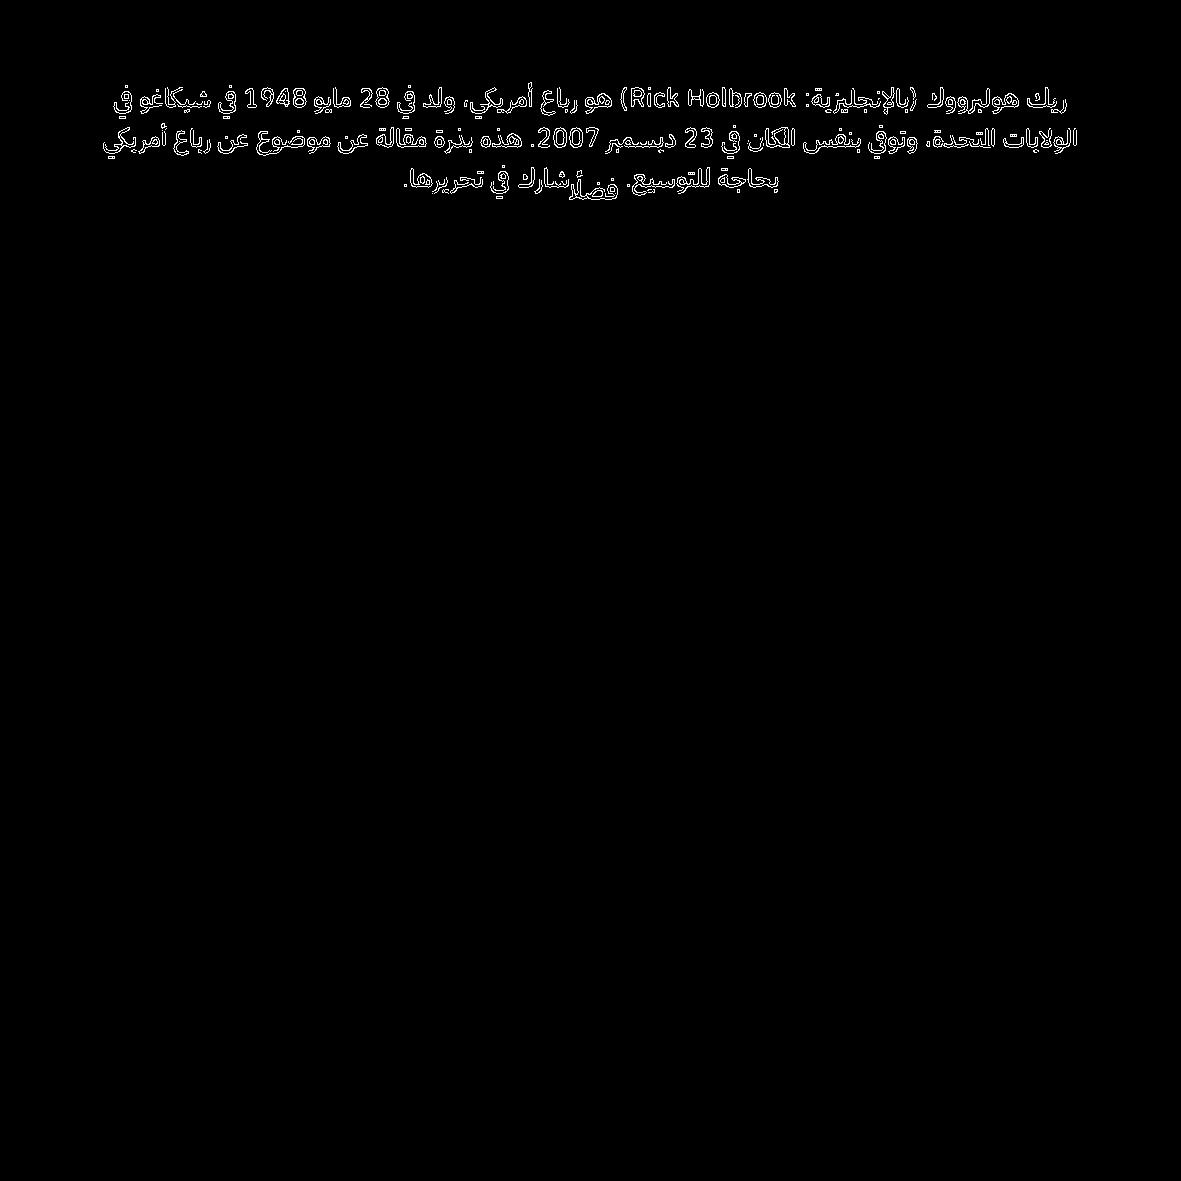 ريك هولبرووك (بالإنجليزية: Rick Holbrook) هو رباع أمريكي، ولد في 28 مايو 1948 في شيكاغو في
الولايات المتحدة، وتوفي بنفس المكان في 23 ديسمبر 2007. هذه بذرة مقالة عن موضوع عن رباع أمريكي
بحاجة للتوسيع. فضلًا شارك في تحريرها.